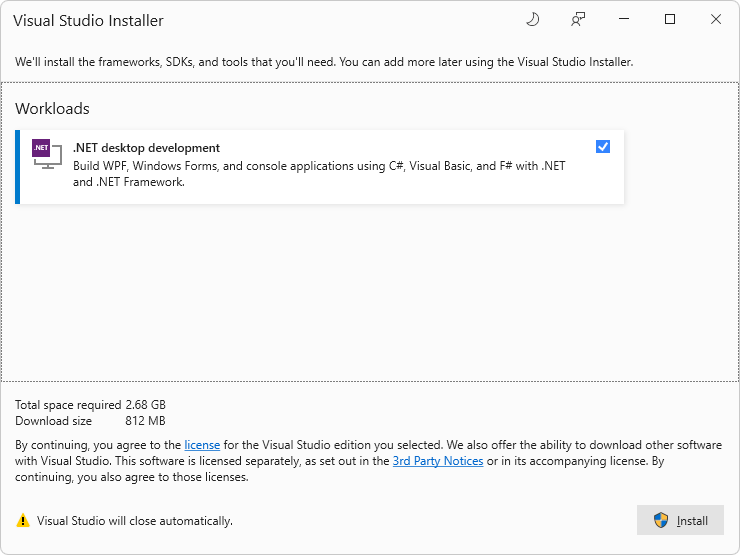 Visual Studio Installer
We'll install the frameworks, SDKs, and tools that you'll need. You can add more later using the Visual Studio Installer.
Workloads
.NET
.NET desktop development
Build WPF, Windows Forms, and console applications using C#, Visual Basic, and F# with .NET
and .NET Framework.
Total space required 2.68 GB
Download size 812 MB
By continuing, you agree to the license for the Visual Studio edition you selected. We also offer the ability to download other software
with Visual Studio. This software is licensed separately, as set out in the 3rd Party Notices or in its accompanying license. By
continuing, you also agree to those licenses.
Visual Studio will close automatically.
Install